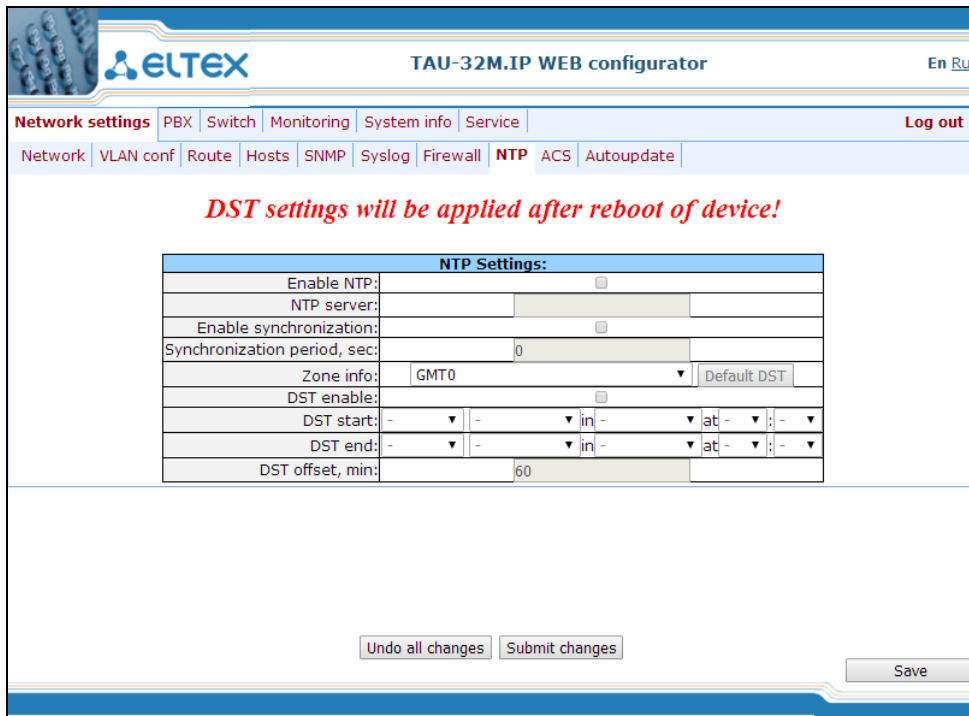 ELTEX TAU-32M.IP WEB configurator En Ru
Network settings PBX Switch Monitoring System info Service Log out
Network VLAN conf Route Hosts SNMP Syslog Firewall NTP ACS Autoupdate
DST settings will be applied after reboot of device!
NTP Settings:
Enable NTP:
NTP server:
Enable synchronization:
Synchronization period, sec: 0
Zone info: GMT0 Default DST
DST enable:
DST start: - - in - at - : -
DST end: - - in - at - : -
DST offset, min: 60
Undo all changes Submit changes
Save